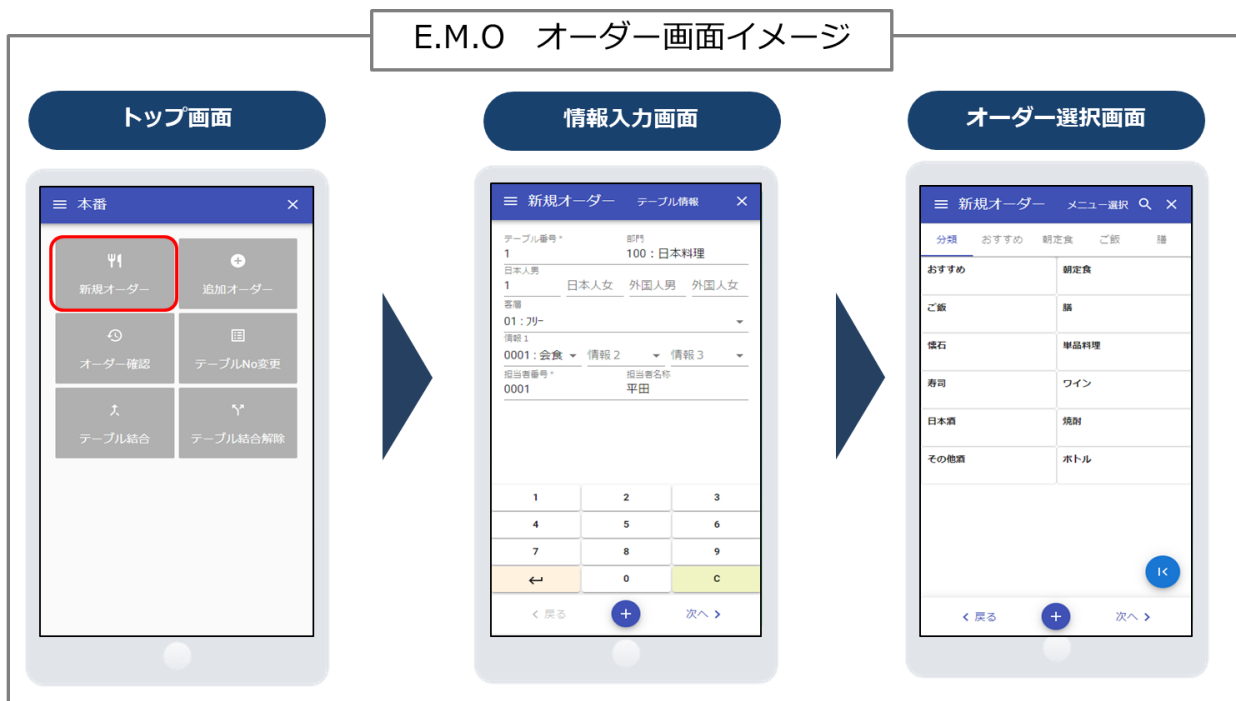 E.M.O オーダー画面イメージ
トップ画面
本番
新規オーダー
追加オーダー
オーダー確認
テーブルNo変更
テーブル結合
テーブル結合解除
情報入力画面
新規オーダー テーブル情報
テーブル番号* 部門
1 100：日本料理
日本人男
1 日本人女 外国人男 外国人女
客層
01：フリー
情報 1
0001：会食 情報 2 情報 3
担当者番号* 担当者名称
0001 平田
1 2 3
4 5 6
7 8 9
0 C
戻る + 次へ
オーダー選択画面
新規オーダー メニュー選択
分類 おすすめ 朝定食 ご飯 膳
おすすめ 朝定食
ご飯 膳
懐石 単品料理
寿司 ワイン
日本酒 焼酎
その他酒 ボトル
戻る + 次へ